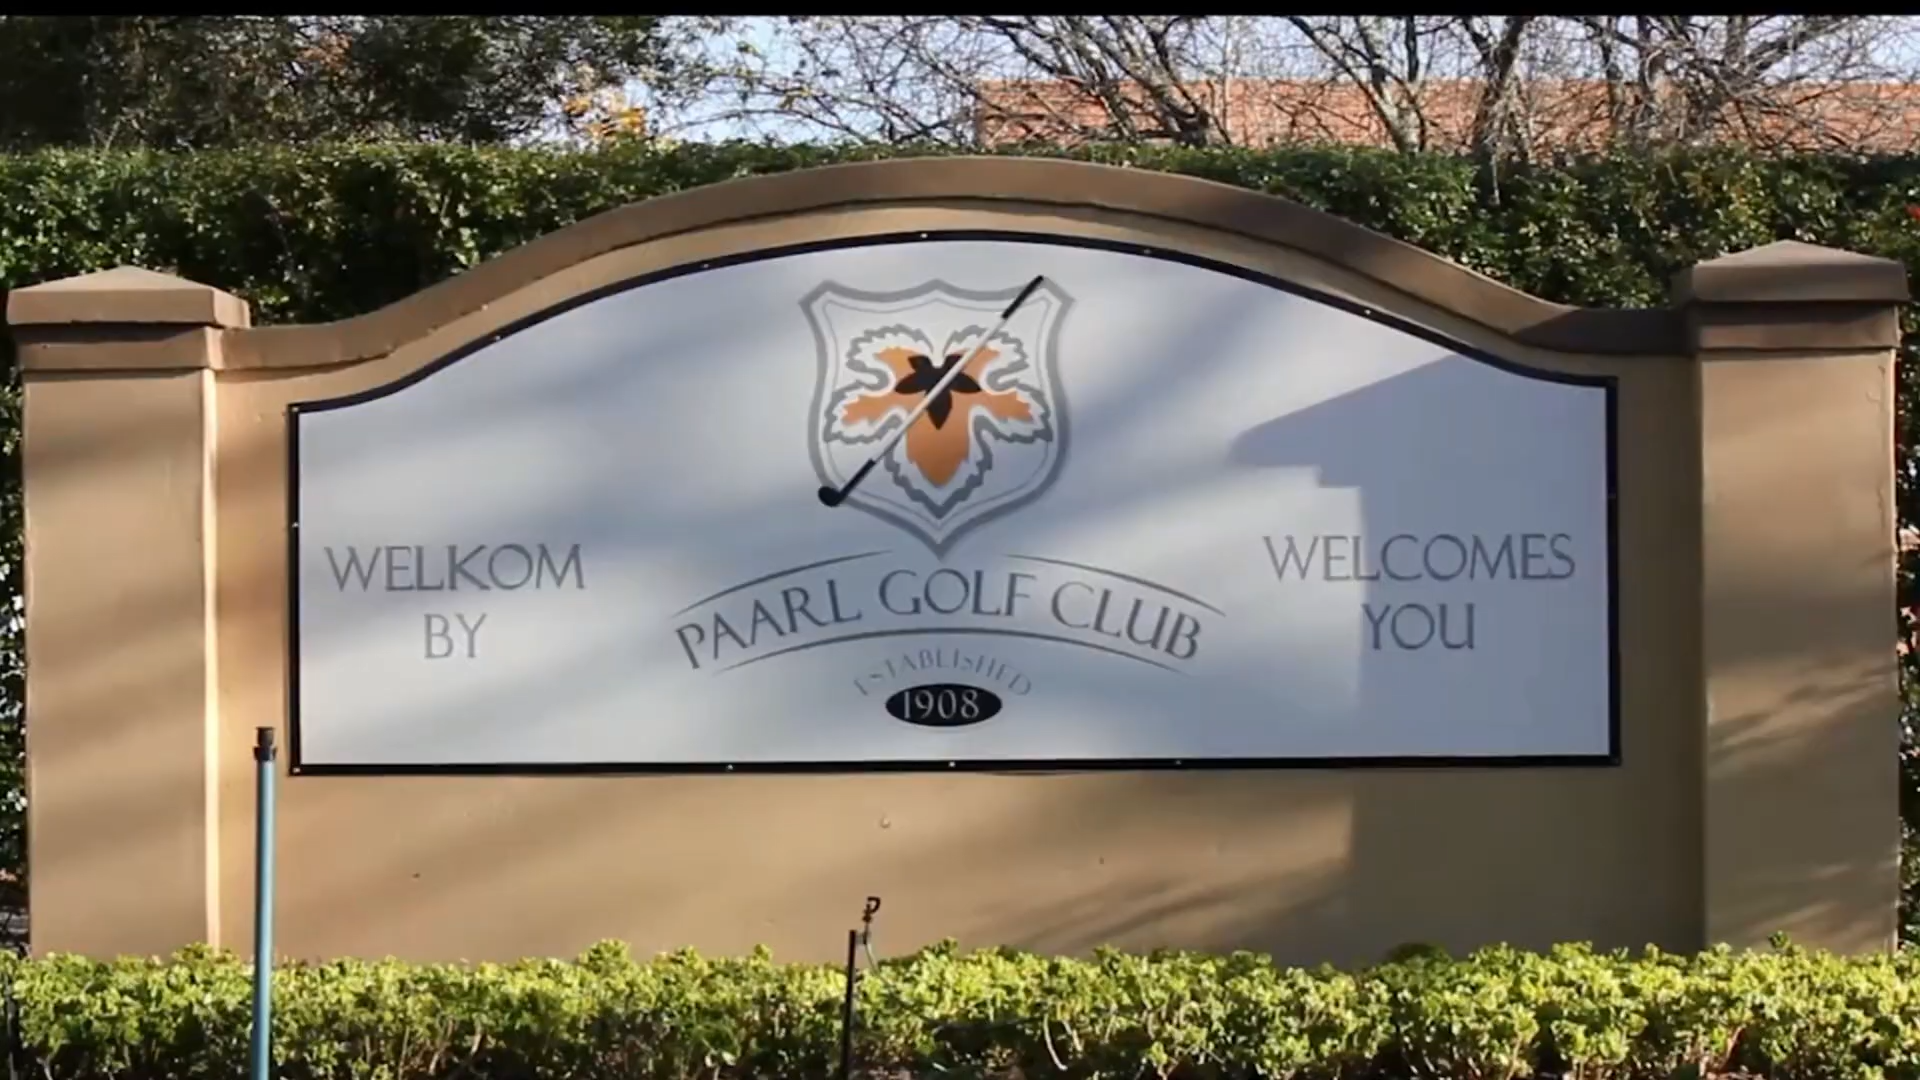 WELKOM
BY
PAARL GOLF CLUB
ESTABLISHED
1908
WELCOMES
YOU